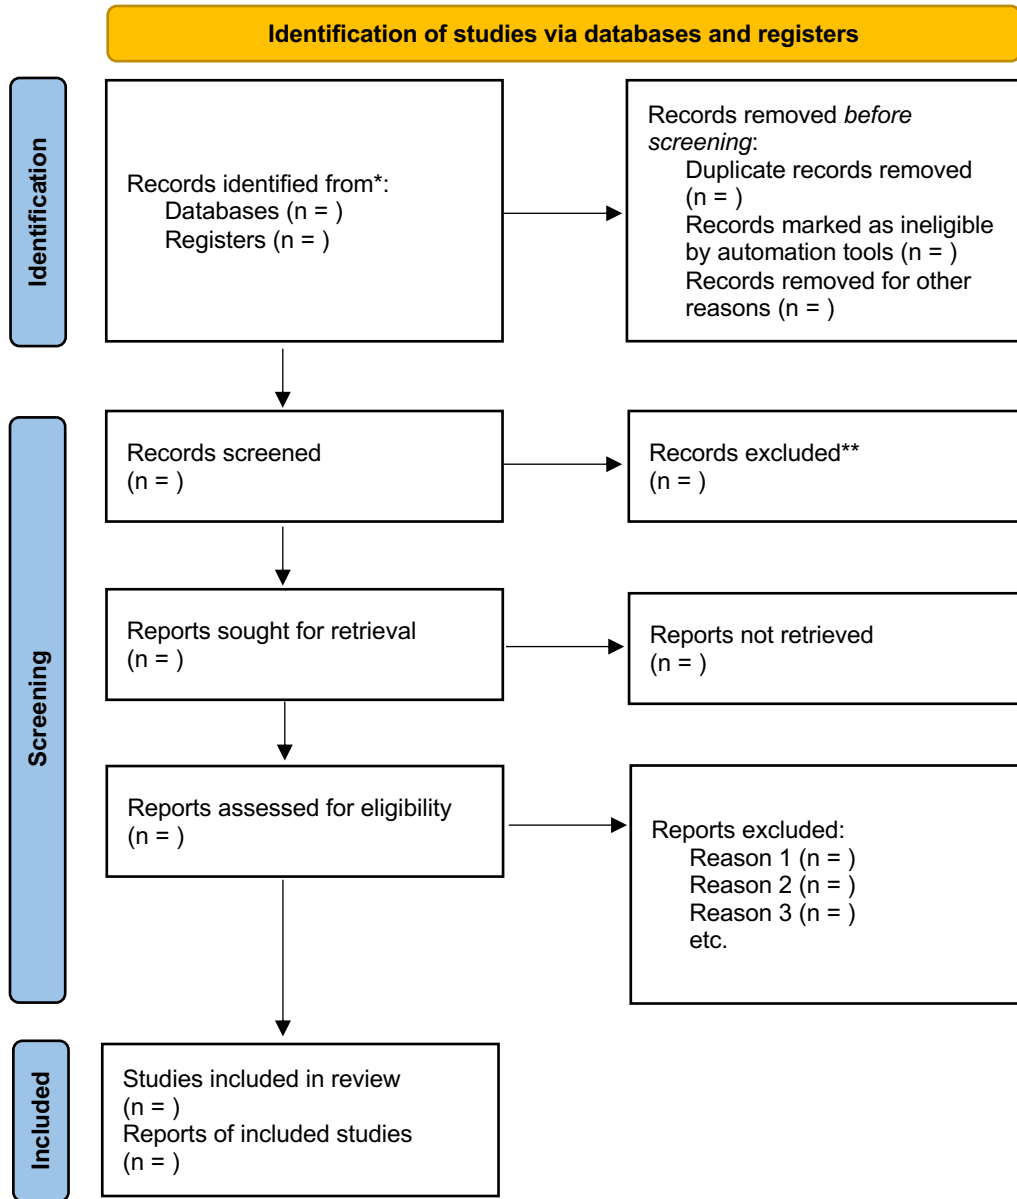 Identification of studies via databases and registers
Identification
Records identified from*:
Databases (n = )
Registers (n = )
Records removed before
screening:
Duplicate records removed
(n = )
Records marked as ineligible
by automation tools (n = )
Records removed for other
reasons (n = )
Screening
Records screened
(n = )
Records excluded**
(n = )
Reports sought for retrieval
(n = )
Reports not retrieved
(n = )
Reports assessed for eligibility
(n = )
Reports excluded:
Reason 1 (n = )
Reason 2 (n = )
Reason 3 (n = )
etc.
Included
Studies included in review
(n = )
Reports of included studies
(n = )